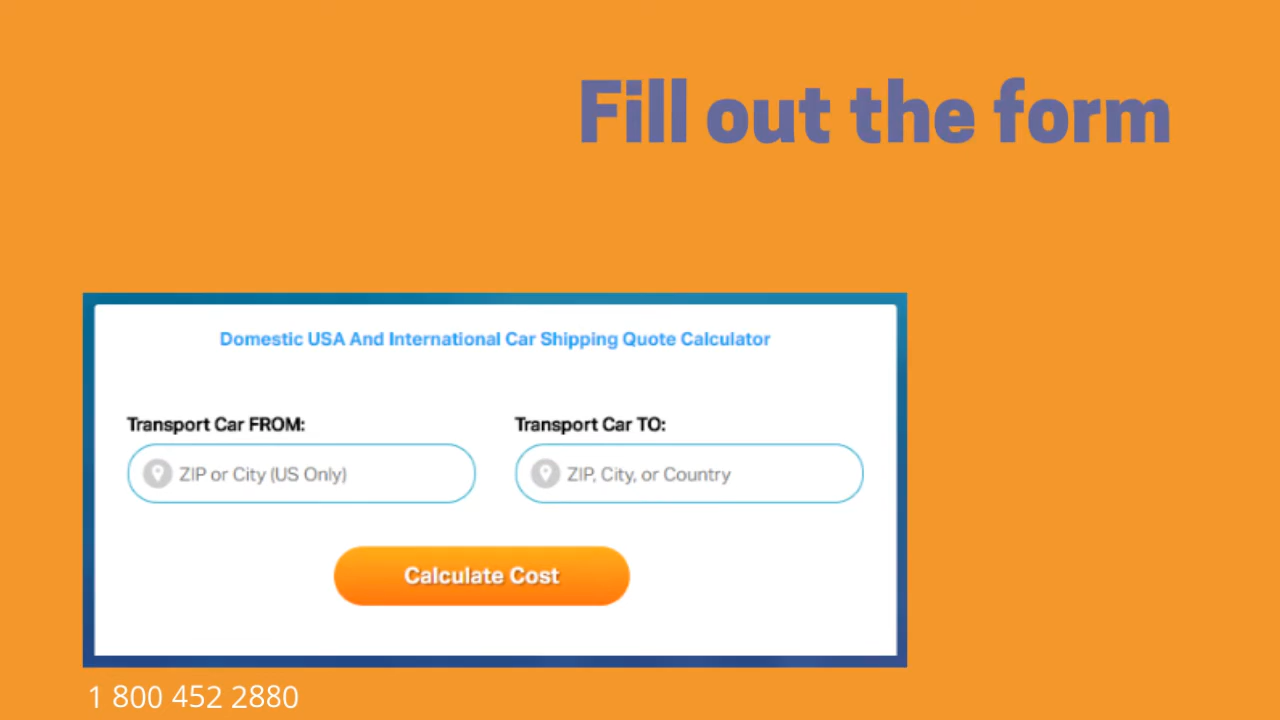 Fill out the form
Domestic USA And International Car Shipping Quote Calculator
Transport Car FROM:
Transport Car TO:
ZIP or City (US Only)
ZIP, City, or Country
Calculate Cost
1 800 452 2880